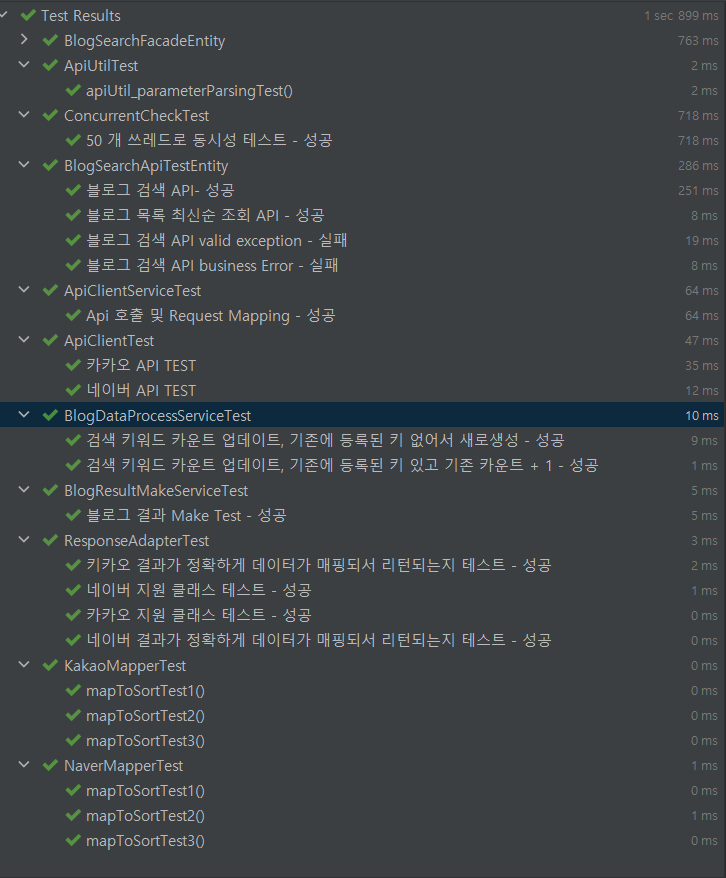 Test Results 1 sec 899 ms
BlogSearchFacadeEntity 763 ms
ApiUtilTest 2 ms
apiUtil_parameterParsingTest() 2 ms
ConcurrentCheckTest 718 ms
50 개 쓰레드로 동시성 테스트 - 성공 718 ms
BlogSearchApiTestEntity 286 ms
블로그 검색 API- 성공 251 ms
블로그 목록 최신순 조회 API - 성공 8 ms
블로그 검색 API valid exception - 실패 19 ms
블로그 검색 API business Error - 실패 8 ms
ApiClientServiceTest 64 ms
Api 호출 및 Request Mapping - 성공 64 ms
ApiClientTest 47 ms
카카오 API TEST 35 ms
네이버 API TEST 12 ms
BlogDataProcessServiceTest 10 ms
검색 키워드 카운트 업데이트, 기존에 등록된 키 없어서 새로생성 - 성공 9 ms
검색 키워드 카운트 업데이트, 기존에 등록된 키 있고 기존 카운트 + 1 - 성공 1 ms
BlogResultMakeServiceTest 5 ms
블로그 결과 Make Test - 성공 5 ms
ResponseAdapterTest 3 ms
키카오 결과가 정확하게 데이터가 매핑되서 리턴되는지 테스트 - 성공 2 ms
네이버 지원 클래스 테스트 - 성공 1 ms
카카오 지원 클래스 테스트 - 성공 0 ms
네이버 결과가 정확하게 데이터가 매핑되서 리턴되는지 테스트 - 성공 0 ms
KakaoMapperTest 0 ms
mapToSortTest1() 0 ms
mapToSortTest2() 0 ms
mapToSortTest3() 0 ms
NaverMapperTest 1 ms
mapToSortTest1() 0 ms
mapToSortTest2() 1 ms
mapToSortTest3() 0 ms